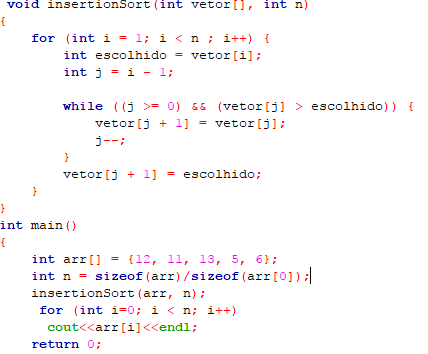 void insertionSort(int vetor[], int n)
{
    for (int i = 1; i < n ; i++) {
        int escolhido = vetor[i];
        int j = i - 1;

        while ((j >= 0) && (vetor[j] > escolhido)) {
            vetor[j + 1] = vetor[j];
            j--;
        }
        vetor[j + 1] = escolhido;
    }
}
int main()
{
    int arr[] = {12, 11, 13, 5, 6};
    int n = sizeof(arr)/sizeof(arr[0]);
    insertionSort(arr, n);
     for (int i=0; i < n; i++)
      cout<<arr[i]<<endl;
    return 0;